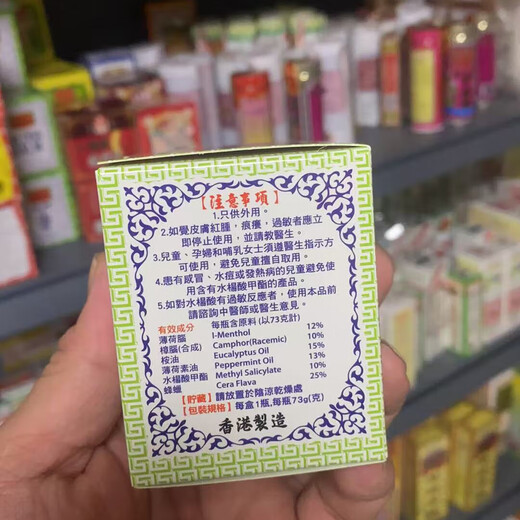 【注意事項】
1.只供外用。
2.如覺皮膚紅腫，痕癢，過敏者應立
即停止使用，並請教醫生。
3.兒童、孕婦和哺乳女士須遵醫生指示方
可使用，避免兒童擅自取用。
4.患有感冒、水痘或發熱病的兒童避免使
用含有水楊酸甲酯的產品。
5.如對水楊酸有過敏反應者，使用本品前
請諮詢中醫師或醫生意見。
有效成分 每瓶含原料 (以73克計)
薄荷腦 l-Menthol 12%
樟腦(合成) Camphor(Racemic) 10%
桉油 Eucalyptus Oil 15%
薄荷素油 Peppermint Oil 13%
水楊酸甲酯 Methyl Salicylate 10%
蜂蠟 Cera Flava 25%
【貯藏】請放置於陰涼乾燥處
【包裝規格】每盒1瓶,每瓶73g(克)
香港製造